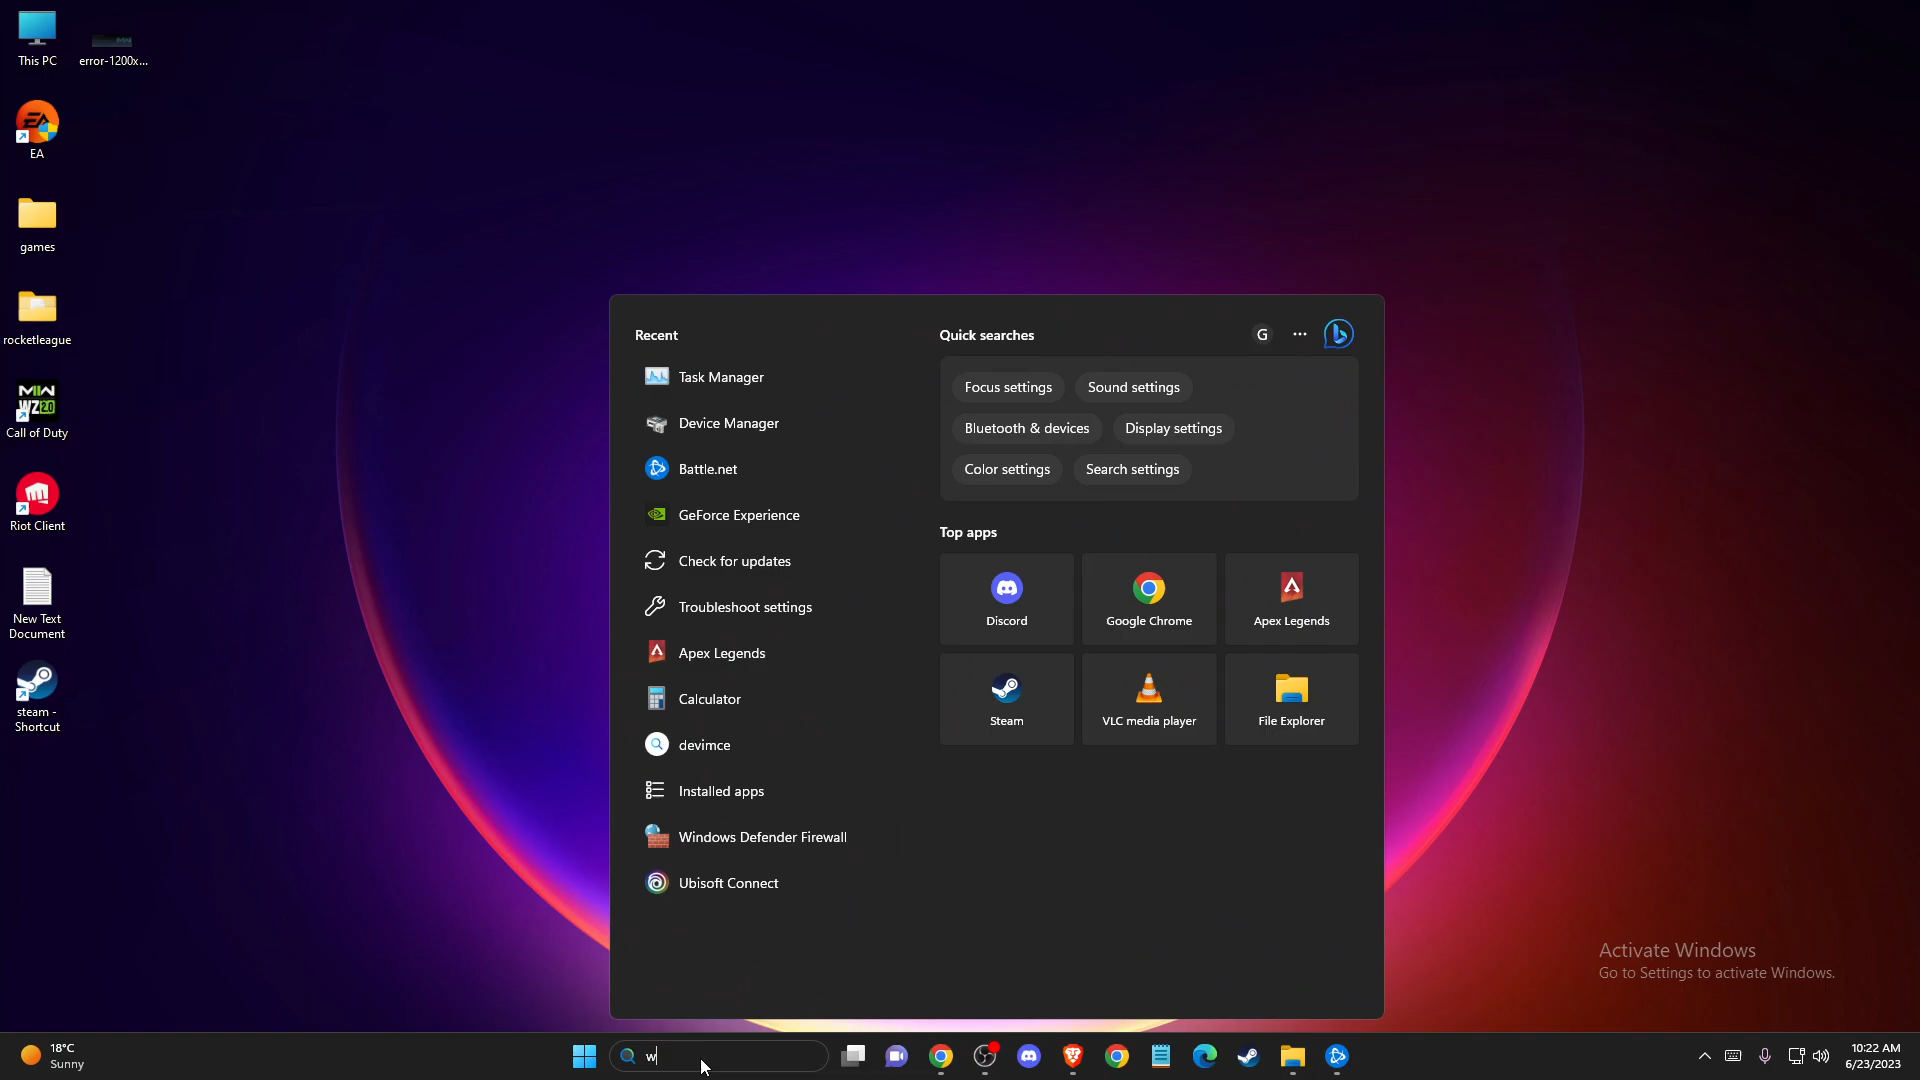 This PC
error-1200x...
EA
games
rocketleague
MW
WZ 2.0
Call of Duty
Riot Client
New Text
Document
steam -
Shortcut
Recent
Task Manager
Device Manager
Battle.net
GeForce Experience
Check for updates
Troubleshoot settings
Apex Legends
Calculator
devimce
Installed apps
Windows Defender Firewall
Ubisoft Connect
Quick searches
G
Focus settings
Sound settings
Bluetooth & devices
Display settings
Color settings
Search settings
Top apps
Discord
Google Chrome
Apex Legends
Steam
VLC media player
File Explorer
Activate Windows
Go to Settings to activate Windows.
18°C
Sunny
w
10:22 AM
6/23/2023